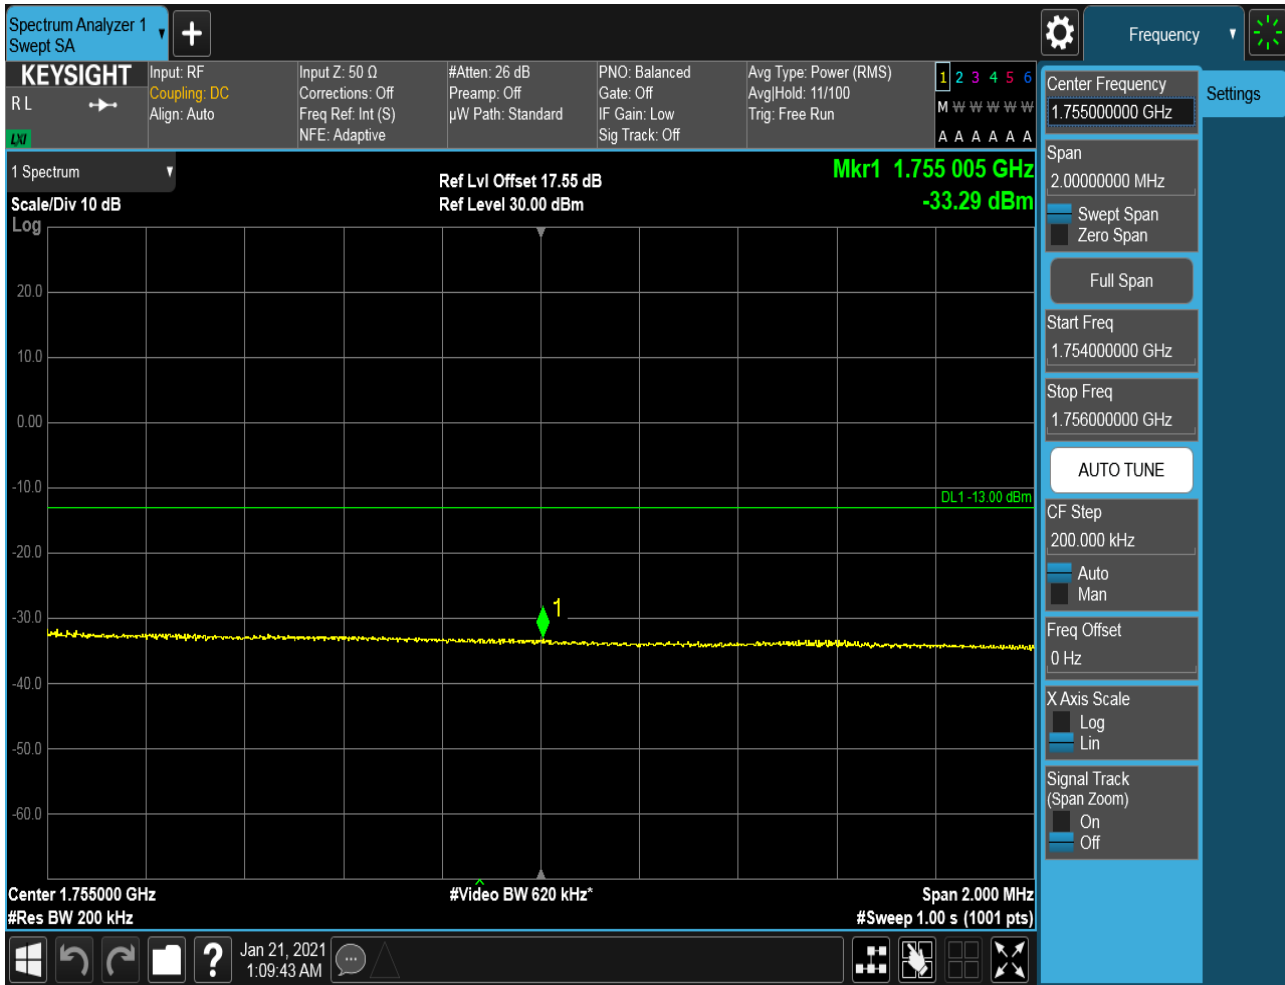 Spectrum Analyzer 1
Swept SA
Frequency
KEYSIGHT
R L
LXI
Input: RF
Coupling: DC
Align: Auto
Input Z: 50 Ω
Corrections: Off
Freq Ref: Int (S)
NFE: Adaptive
#Atten: 26 dB
Preamp: Off
µW Path: Standard
PNO: Balanced
Gate: Off
IF Gain: Low
Sig Track: Off
Avg Type: Power (RMS)
Avg|Hold: 11/100
Trig: Free Run
1 2 3 4 5 6
M W W W W W
A A A A A A
1 Spectrum
Scale/Div 10 dB
Log
Ref Lvl Offset 17.55 dB
Ref Level 30.00 dBm
Mkr1 1.755 005 GHz
-33.29 dBm
20.0
10.0
0.00
-10.0
DL1 -13.00 dBm
-20.0
1
-30.0
-40.0
-50.0
-60.0
Center 1.755000 GHz
#Video BW 620 kHz*
Span 2.000 MHz
#Res BW 200 kHz
#Sweep 1.00 s (1001 pts)
?
Jan 21, 2021
1:09:43 AM
Center Frequency
1.755000000 GHz
Span
2.00000000 MHz
Swept Span
Zero Span
Full Span
Start Freq
1.754000000 GHz
Stop Freq
1.756000000 GHz
AUTO TUNE
CF Step
200.000 kHz
Auto
Man
Freq Offset
0 Hz
X Axis Scale
Log
Lin
Signal Track
(Span Zoom)
On
Off
Settings